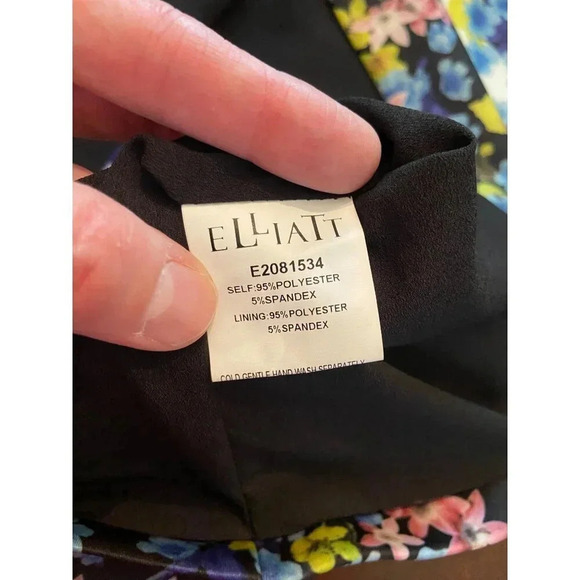 ELLIATT
E2081534
SELF:95%POLYESTER
5%SPANDEX
LINING:95%POLYESTER
5%SPANDEX
COLD GENTLE HAND WASH SEPARATELY